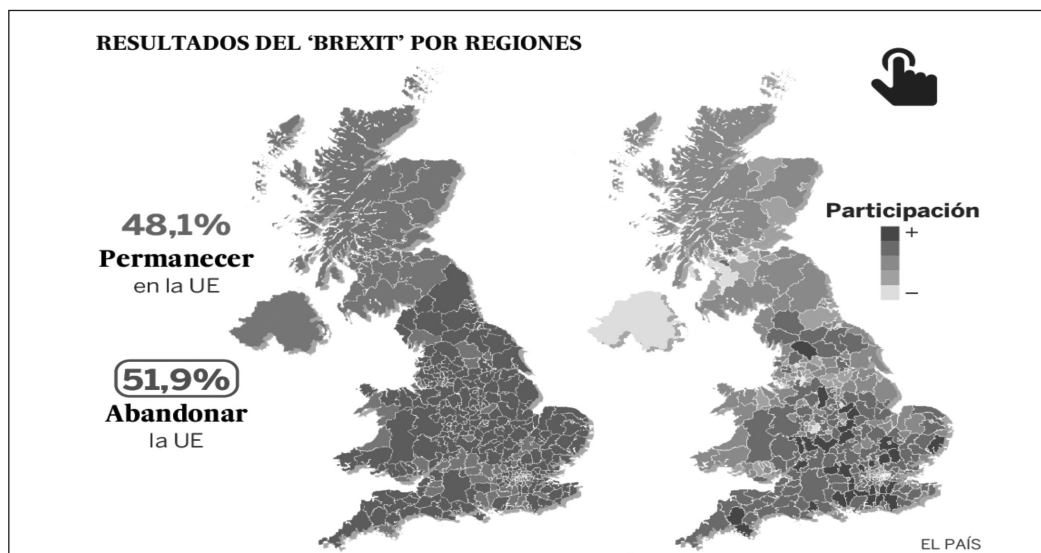 RESULTADOS DEL ‘BREXIT’ POR REGIONES
48,1%
Permanecer
en la UE
51,9%
Abandonar
la UE
Participación
+
–
EL PAÍS